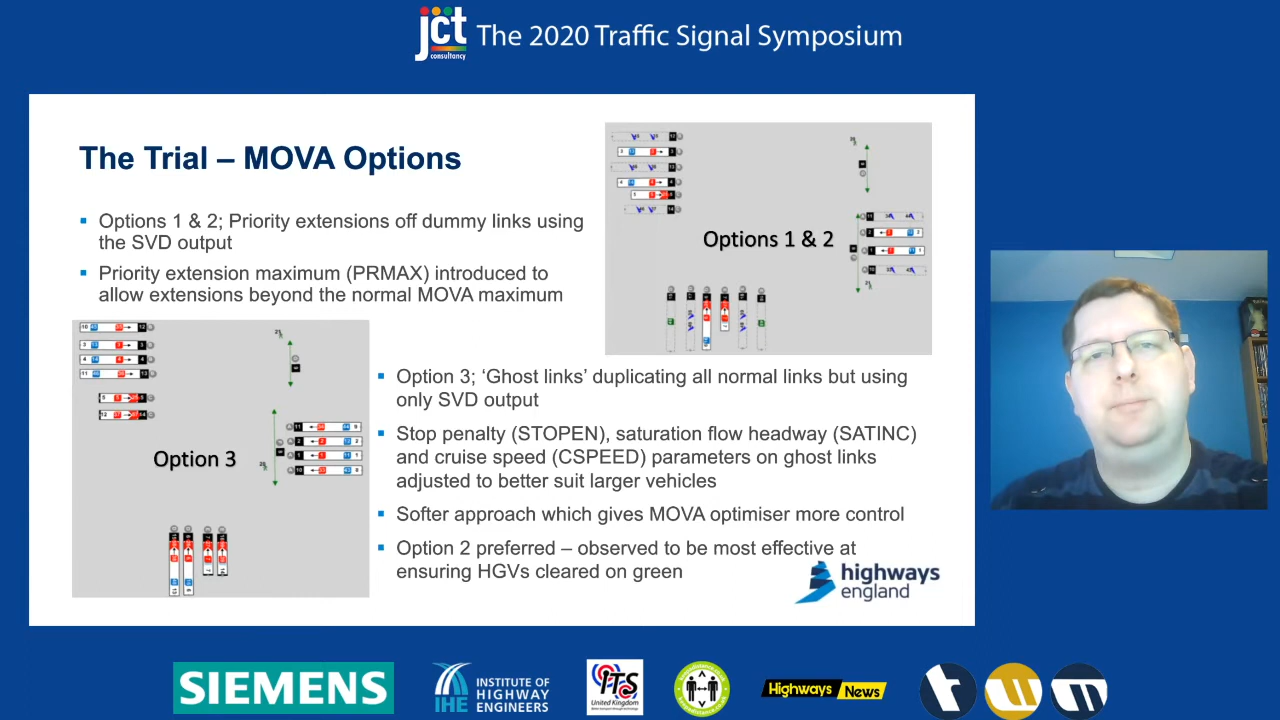 jct
consultancy
The 2020 Traffic Signal Symposium
The Trial – MOVA Options
Options 1 & 2; Priority extensions off dummy links using
the SVD output
Priority extension maximum (PRMAX) introduced to
allow extensions beyond the normal MOVA maximum
Options 1 & 2
Option 3
Option 3; ‘Ghost links’ duplicating all normal links but using
only SVD output
Stop penalty (STOPEN), saturation flow headway (SATINC)
and cruise speed (CSPEED) parameters on ghost links
adjusted to better suit larger vehicles
Softer approach which gives MOVA optimiser more control
Option 2 preferred – observed to be most effective at
ensuring HGVs cleared on green
highways
england
SIEMENS
IHE
INSTITUTE OF
HIGHWAY
ENGINEERS
ITS
United Kingdom
Highways News